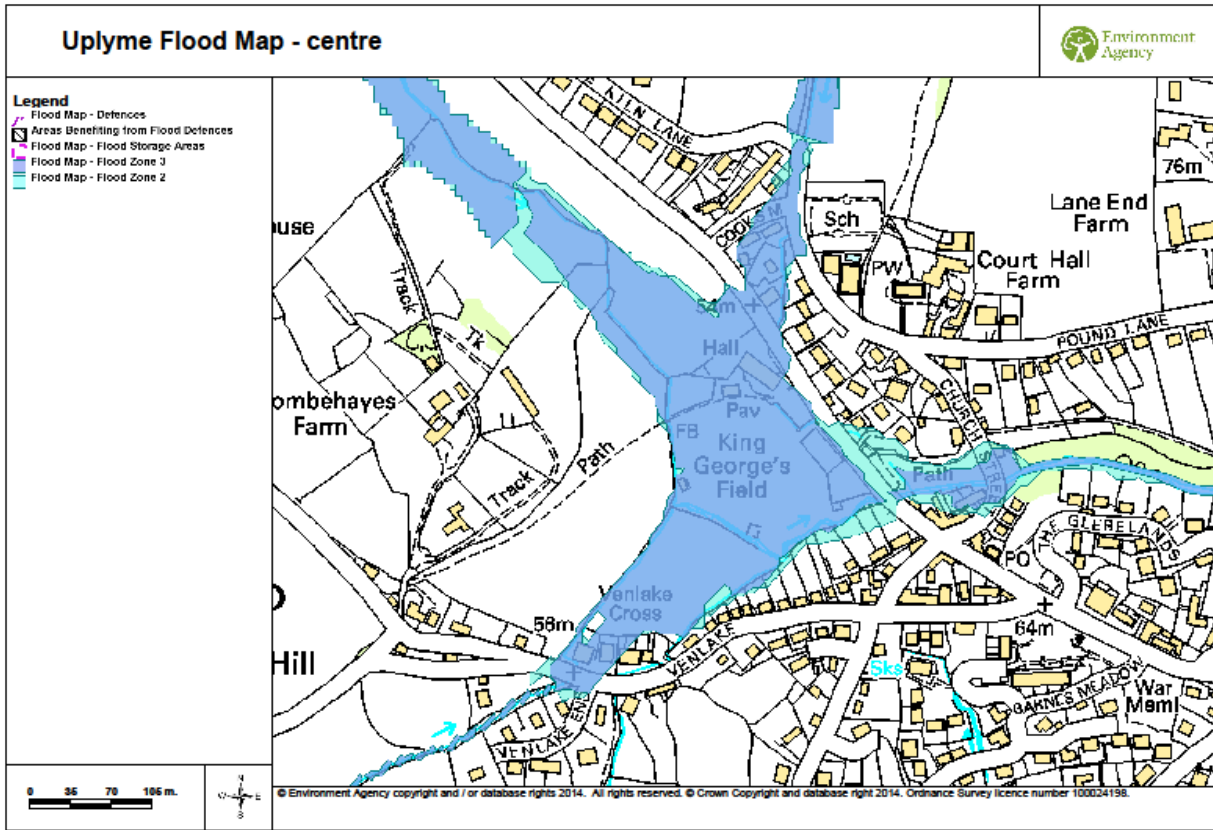 Uplyme Flood Map - centre
Environment
Agency
Legend
Flood Map - Defences
Areas Benefiting from Flood Defences
Flood Map - Flood Storage Areas
Flood Map - Flood Zone 3
Flood Map - Flood Zone 2
LANE
COOKS M
76m
Lane End
Farm
Sch
PW
Court Hall
Farm
use
Track
Tk
54m
Hall
POUND LANE
ombehayes
Farm
Pav
CHURCH STREET
FB
King
George's
Field
Track
Path
Path
THE GLEBELANDS
PO
Venlake
Cross
58m
64m
Hill
VENLAKE
Sks
VENLAKE END
BARNES MEADOW
War
Meml
0 35 70 105 m.
N
W E
S
© Environment Agency copyright and / or database rights 2014. All rights reserved. © Crown Copyright and database right 2014. Ordnance Survey licence number 100024198.